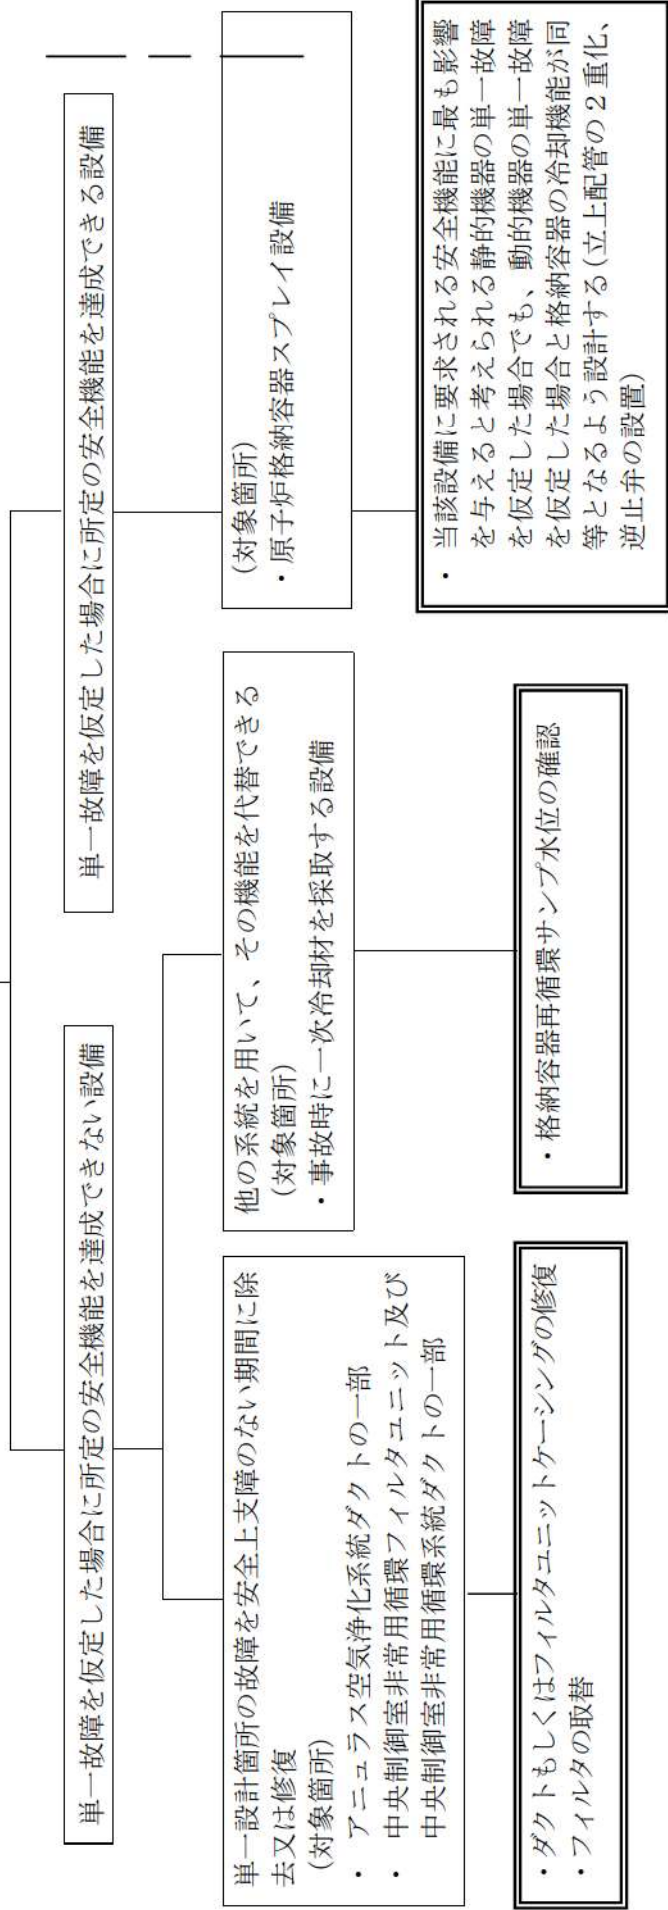 単一故障を仮定した場合に所定の安全機能を達成できない設備
単一故障を仮定した場合に所定の安全機能を達成できる設備
単一設計箇所の故障を安全上支障のない期間に除
去又は修復
(対象箇所)
・ アニュラス空気浄化系統ダクトの一部
・ 中央制御室非常用循環フィルタユニット及び
中央制御室非常用循環系統ダクトの一部
他の系統を用いて、その機能を代替できる
(対象箇所)
・事故時に一次冷却材を採取する設備
(対象箇所)
・原子炉格納容器スプレイ設備
・ダクトもしくはフィルタユニットケーシングの修復
・フィルタの取替
・格納容器再循環サンプ水位の確認
・ 当該設備に要求される安全機能に最も影響
を与えると考えられる静的機器の単一故障
を仮定した場合でも、動的機器の単一故障
を仮定した場合と格納容器の冷却機能が同
等となるよう設計する(立上配管の2重化、
逆止弁の設置)